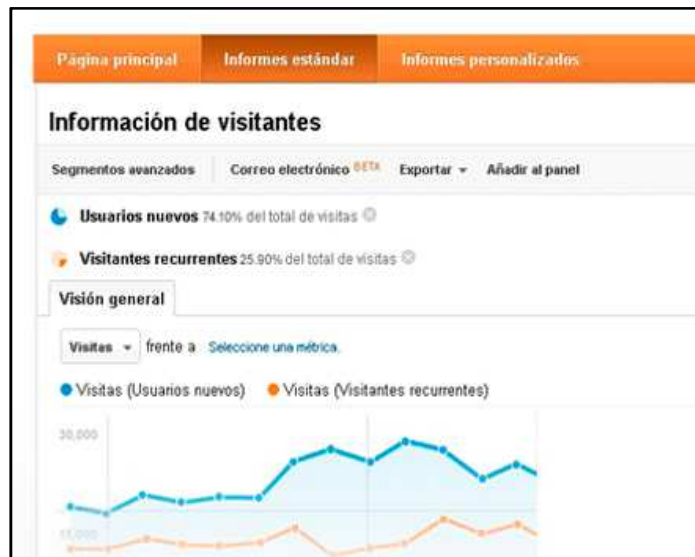 Página principal Informes estándar Informes personalizados
Información de visitantes
Segmentos avanzados Correo electrónico BETA Exportar Añadir al panel
Usuarios nuevos 74.10% del total de visitas
Visitantes recurrentes 25.90% del total de visitas
Visión general
Visitas frente a Seleccione una métrica.
Visitas (Usuarios nuevos) Visitas (Visitantes recurrentes)
30,000
15,000